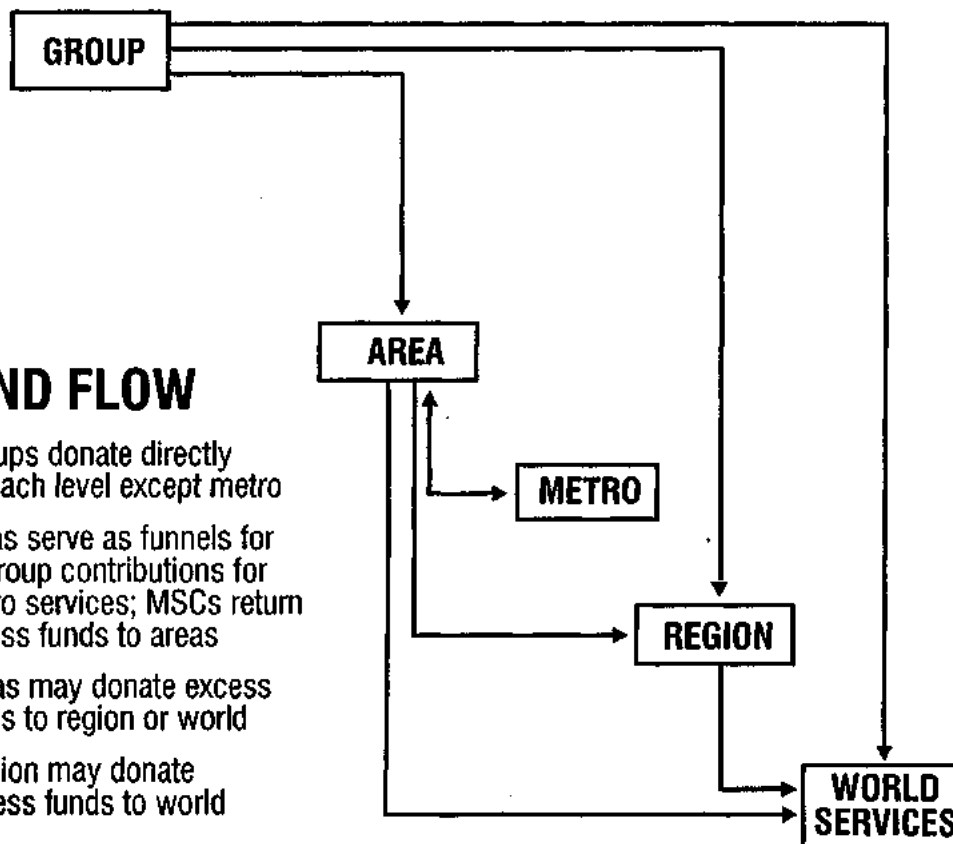 GROUP
AREA
ND FLOW
ups donate directly
ach level except metro
METRO
as serve as funnels for
roup contributions for
ro services; MSCs return
ess funds to areas
REGION
as may donate excess
s to region or world
ion may donate
ess funds to world
WORLD
SERVICES